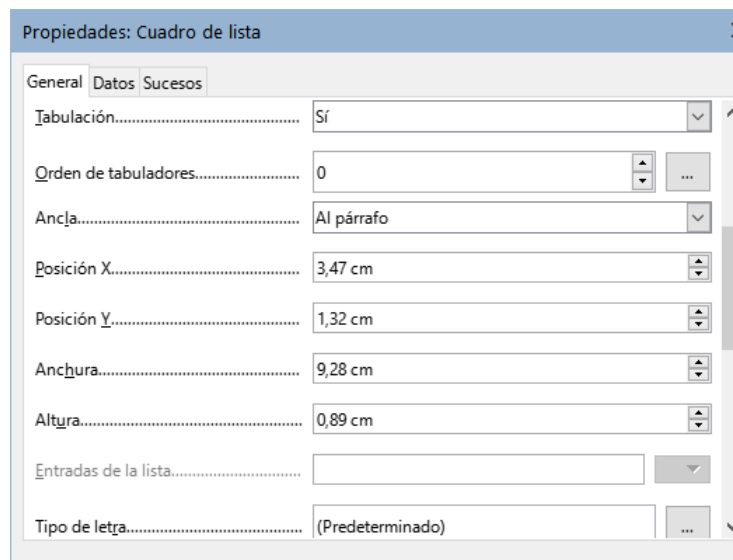 Propiedades: Cuadro de lista
General Datos Sucesos
Tabulación........................................... Sí
Orden de tabuladores......................... 0 ...
Ancla..................................................... Al párrafo
Posición X............................................. 3,47 cm
Posición Y............................................. 1,32 cm
Anchura................................................ 9,28 cm
Altura..................................................... 0,89 cm
Entradas de la lista...............................
Tipo de letra.......................................... (Predeterminado) ...